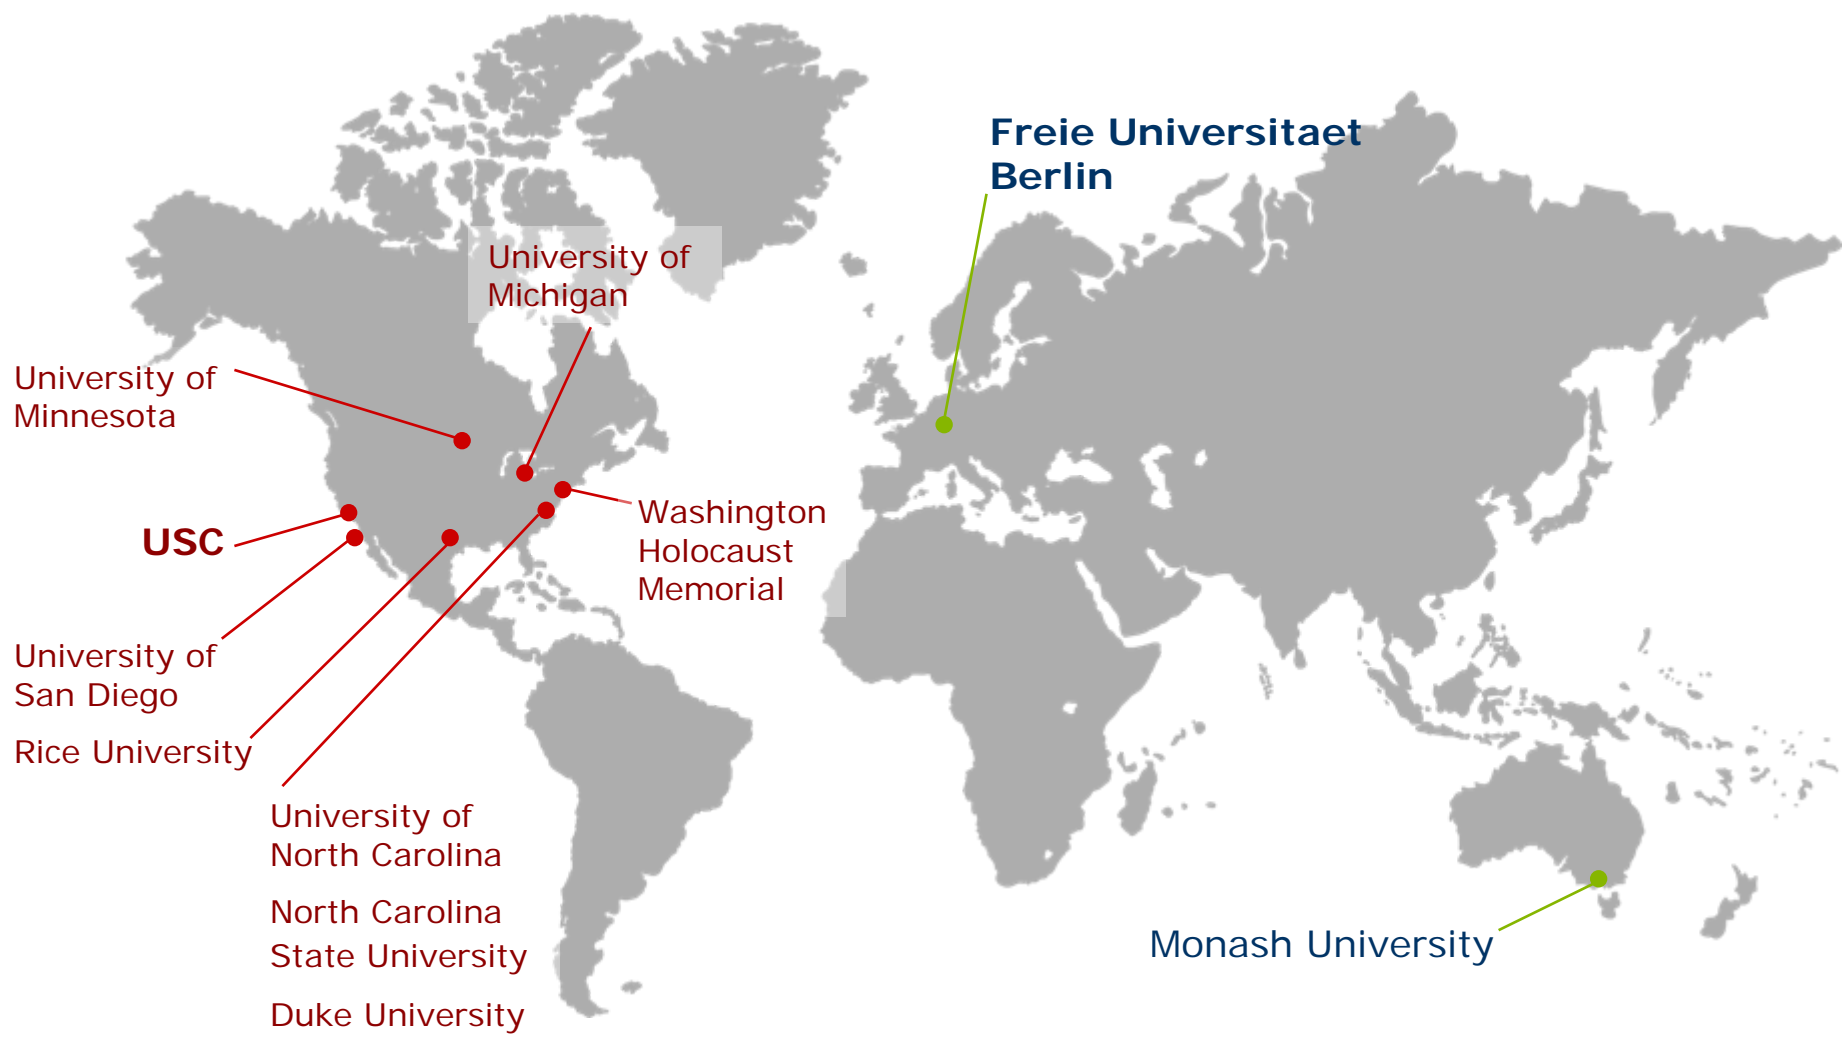 Freie Universitaet
Berlin
University of
Michigan
University of
Minnesota
USC
Washington
Holocaust
Memorial
University of
San Diego
Rice University
University of
North Carolina
North Carolina
State University
Duke University
Monash University